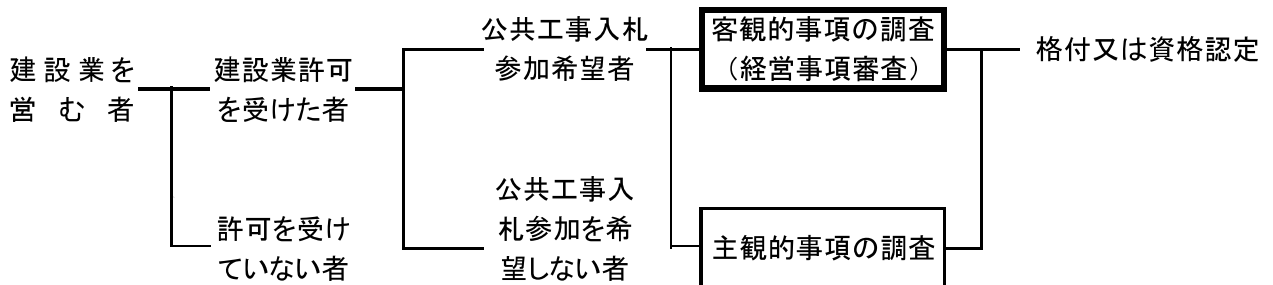 建設業を
営む者
建設業許可
を受けた者
許可を受け
ていない者
公共工事入札
参加希望者
公共工事入
札参加を希
望しない者
客観的事項の調査
（経営事項審査）
主観的事項の調査
格付又は資格認定